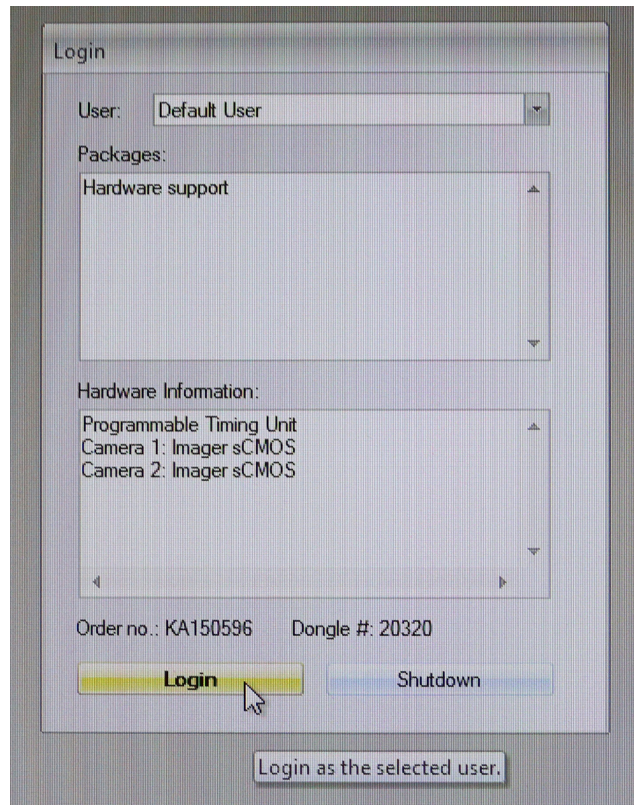 Login
User: Default User
Packages:
Hardware support
Hardware Information:
Programmable Timing Unit
Camera 1: Imager sCMOS
Camera 2: Imager sCMOS
Order no.: KA150596 Dongle #: 20320
Login Shutdown
Login as the selected user.